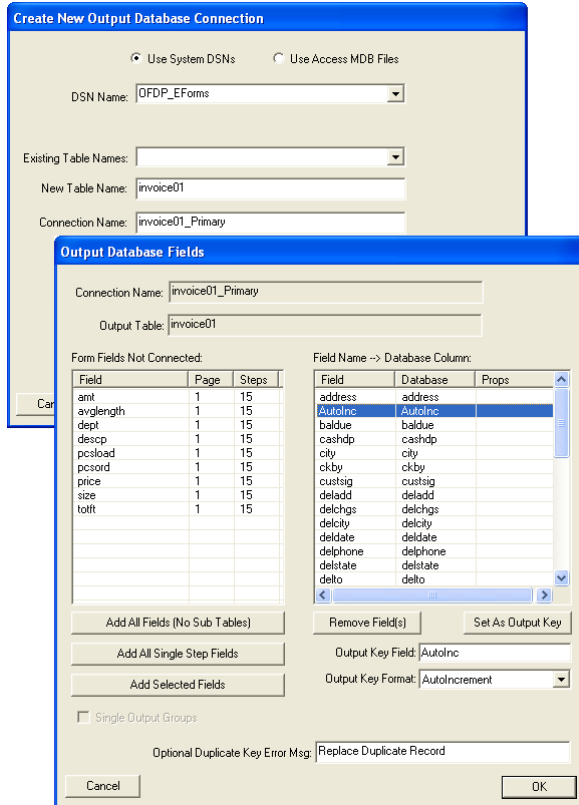 Create New Output Database Connection
Use System DSNs Use Access MDB Files
DSN Name: OFDP_EForms
Existing Table Names:
New Table Name: invoice01
Connection Name: invoice01_Primary
Output Database Fields
Connection Name: invoice01_Primary
Output Table: invoice01
Form Fields Not Connected:
Field Page Steps
amt 1 15
avglength 1 15
dept 1 15
descp 1 15
pcsload 1 15
pcsord 1 15
price 1 15
size 1 15
totft 1 15
Field Name --> Database Column:
Field Database Props
address address
AutoInc AutoInc
baldue baldue
cashdp cashdp
city city
ckby ckby
custsig custsig
deladd deladd
delchgs delchgs
delcity delcity
deldate deldate
delphone delphone
delstate delstate
delto delto
Add All Fields (No Sub Tables)
Add All Single Step Fields
Add Selected Fields
Remove Field(s) Set As Output Key
Output Key Field: AutoInc
Output Key Format: AutoIncrement
Single Output Groups
Optional Duplicate Key Error Msg: Replace Duplicate Record
Cancel OK